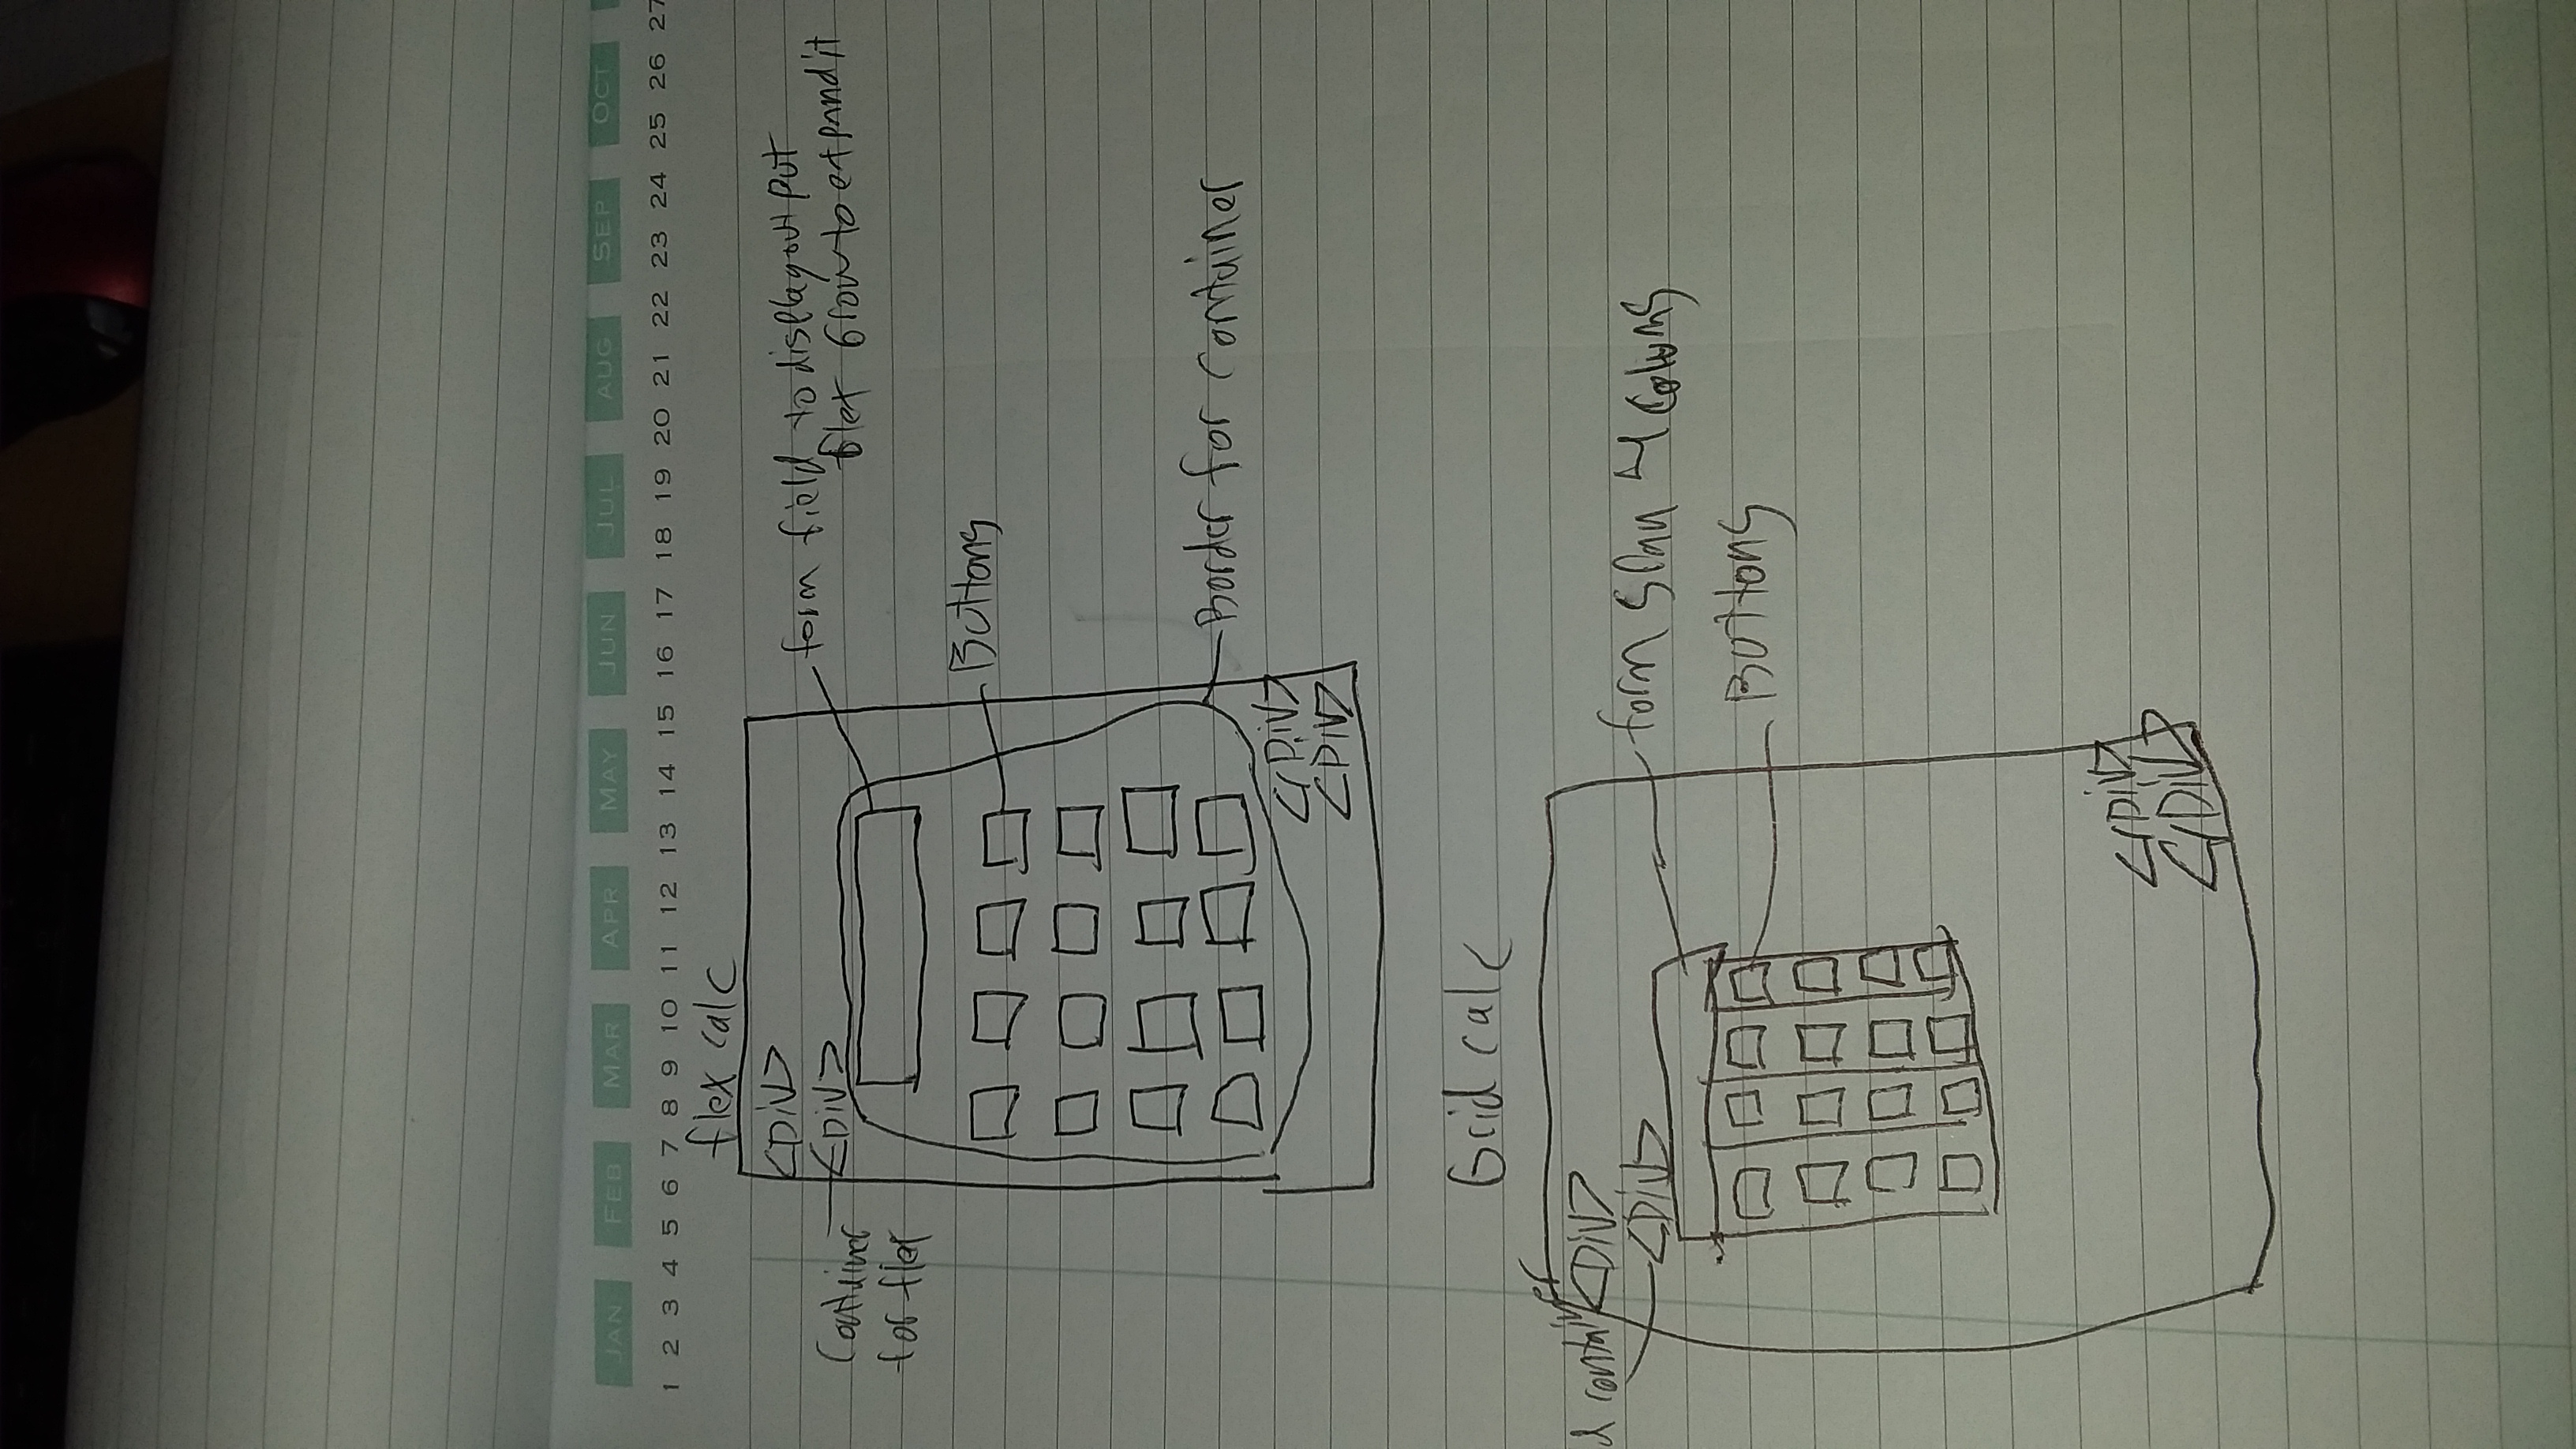 JAN FEB MAR APR MAY JUN JUL AUG SEP OCT
1 2 3 4 5 6 7 8 9 10 11 12 13 14 15 16 17 18 19 20 21 22 23 24 25 26 27
flex calc
<DiV>
<DiV>
Container
for flex
form field to display out put
flex Grow to expand it
Buttons
Border for Container
</DiV>
<DiV>
Grid calc
container
<DiV>
<DiV>
form span 4 Colums
Buttons
</DiV>
</DiV>